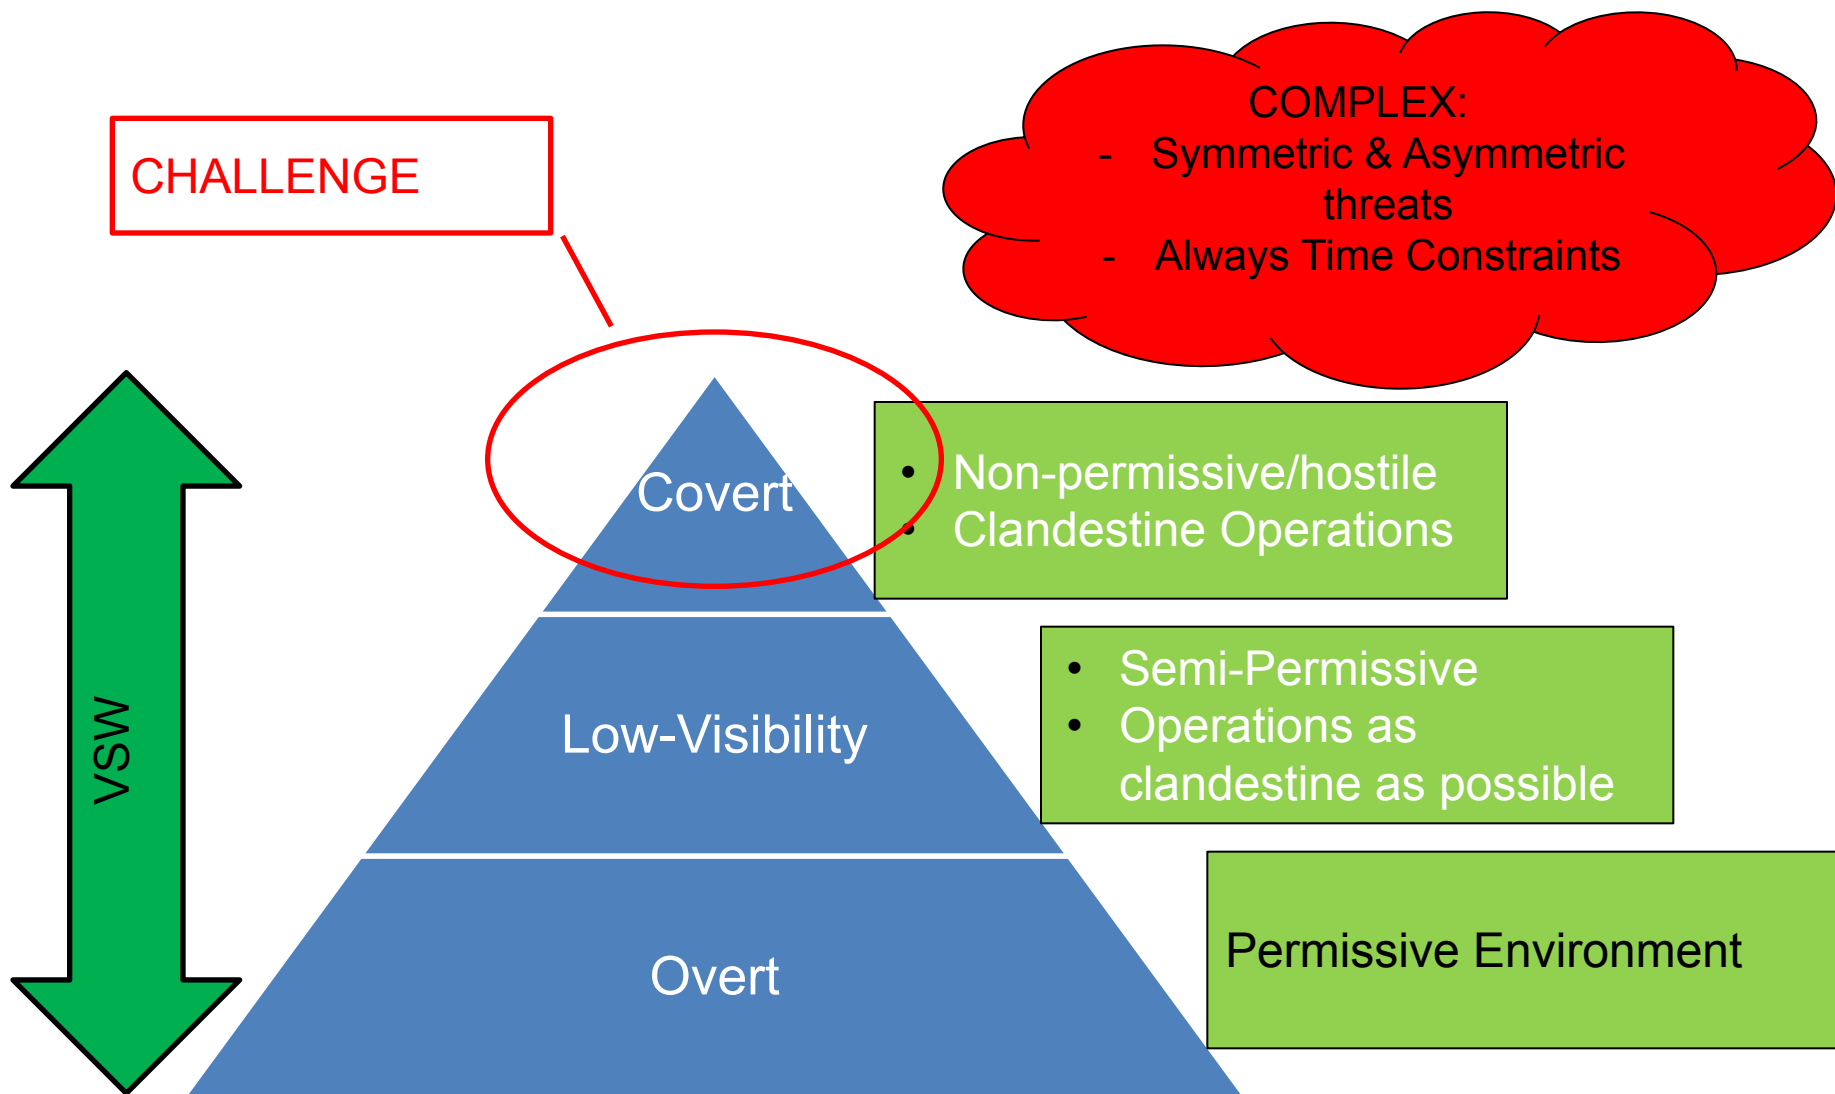 COMPLEX:
- Symmetric & Asymmetric
threats
- Always Time Constraints
CHALLENGE
Covert
• Non-permissive/hostile
• Clandestine Operations
VSW
Low-Visibility
• Semi-Permissive
• Operations as
clandestine as possible
Overt
Permissive Environment